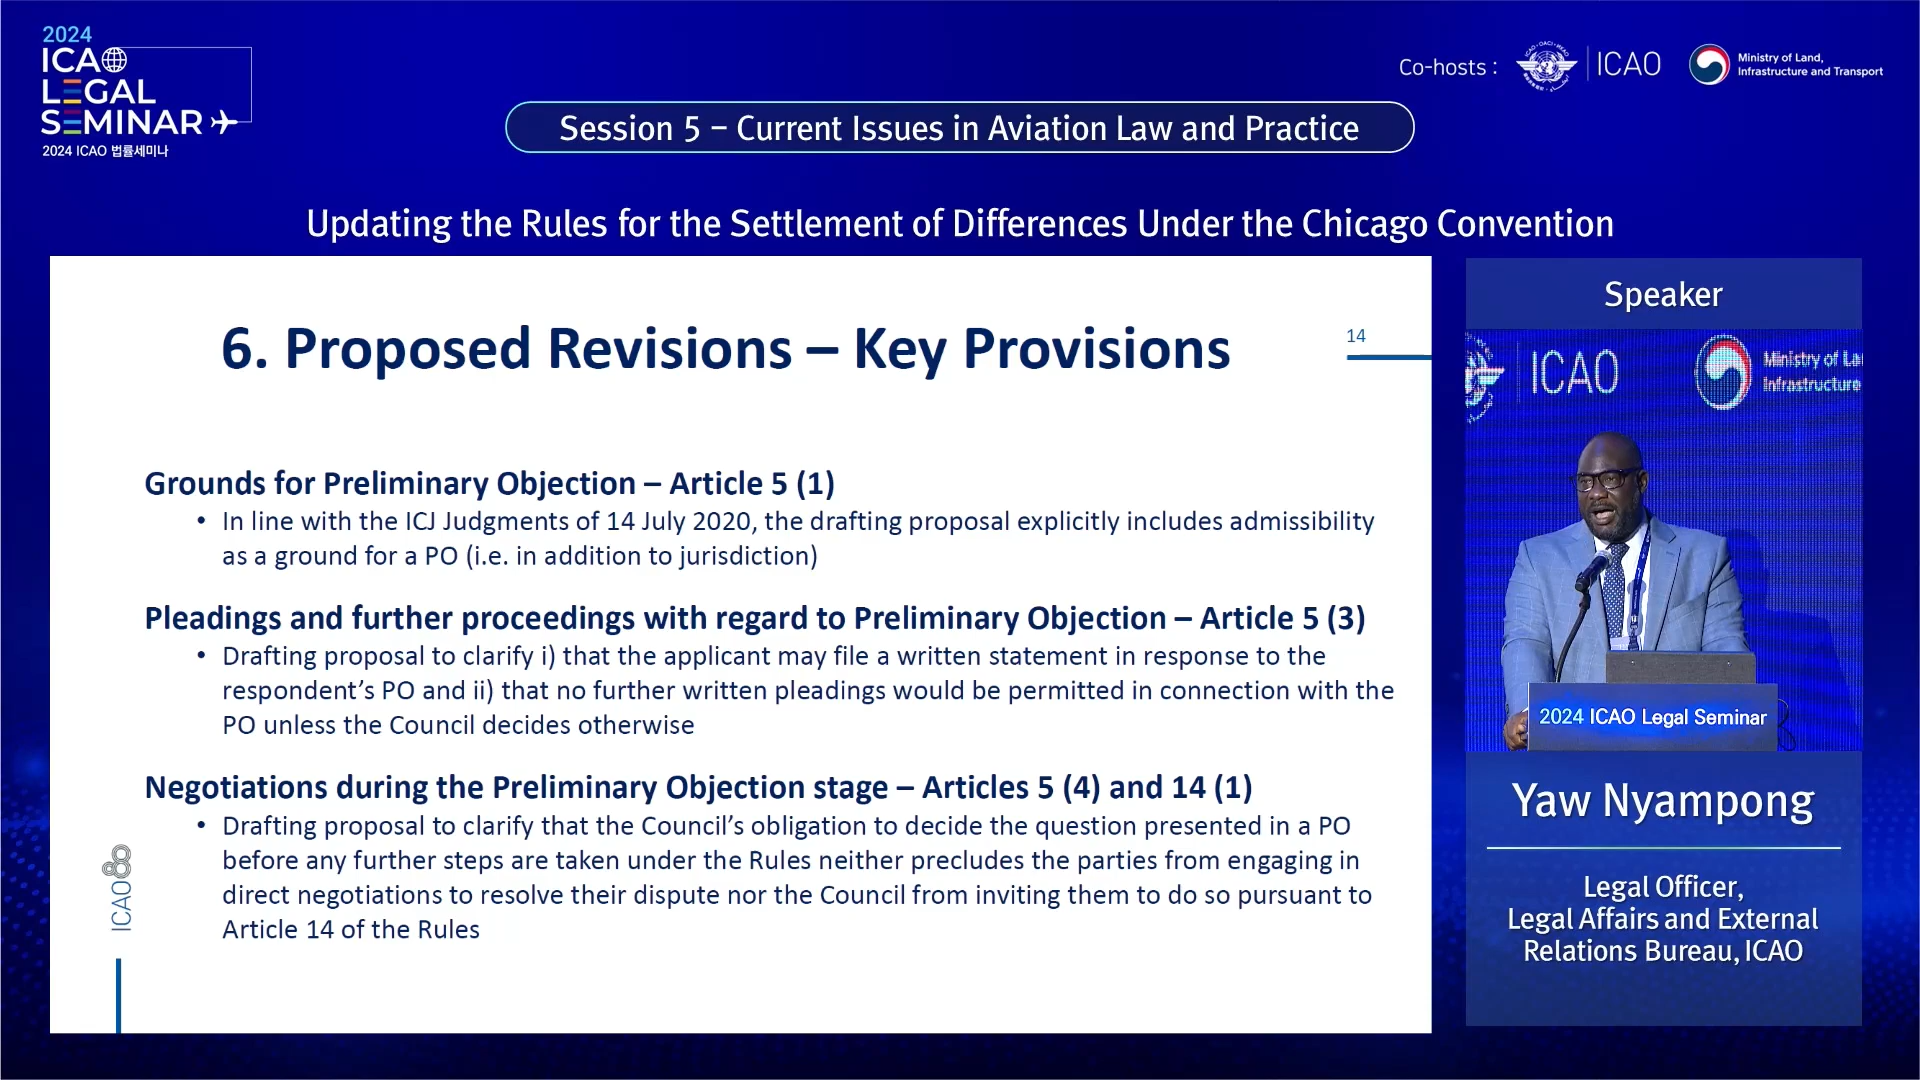 2024
ICAO
LEGAL
SEMINAR
2024 ICAO 법률세미나
Co-hosts :
ICAO
Ministry of Land,
Infrastructure and Transport
Session 5 – Current Issues in Aviation Law and Practice
Updating the Rules for the Settlement of Differences Under the Chicago Convention
6. Proposed Revisions – Key Provisions
14
Grounds for Preliminary Objection – Article 5 (1)
• In line with the ICJ Judgments of 14 July 2020, the drafting proposal explicitly includes admissibility
as a ground for a PO (i.e. in addition to jurisdiction)
Pleadings and further proceedings with regard to Preliminary Objection – Article 5 (3)
• Drafting proposal to clarify i) that the applicant may file a written statement in response to the
respondent’s PO and ii) that no further written pleadings would be permitted in connection with the
PO unless the Council decides otherwise
Negotiations during the Preliminary Objection stage – Articles 5 (4) and 14 (1)
• Drafting proposal to clarify that the Council’s obligation to decide the question presented in a PO
before any further steps are taken under the Rules neither precludes the parties from engaging in
direct negotiations to resolve their dispute nor the Council from inviting them to do so pursuant to
Article 14 of the Rules
ICAO80
Speaker
ICAO
Ministry of La
Infrastructure
2024 ICAO Legal Seminar
Yaw Nyampong
Legal Officer,
Legal Affairs and External
Relations Bureau, ICAO